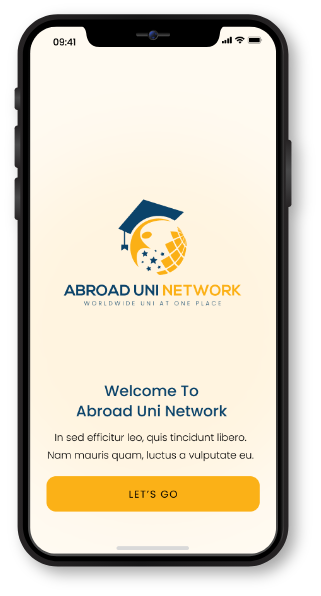 09:41
ABROAD UNI NETWORK
WORLDWIDE UNI AT ONE PLACE
Welcome To
Abroad Uni Network
In sed efficitur leo, quis tincidunt libero.
Nam mauris quam, luctus a vulputate eu.
LET'S GO